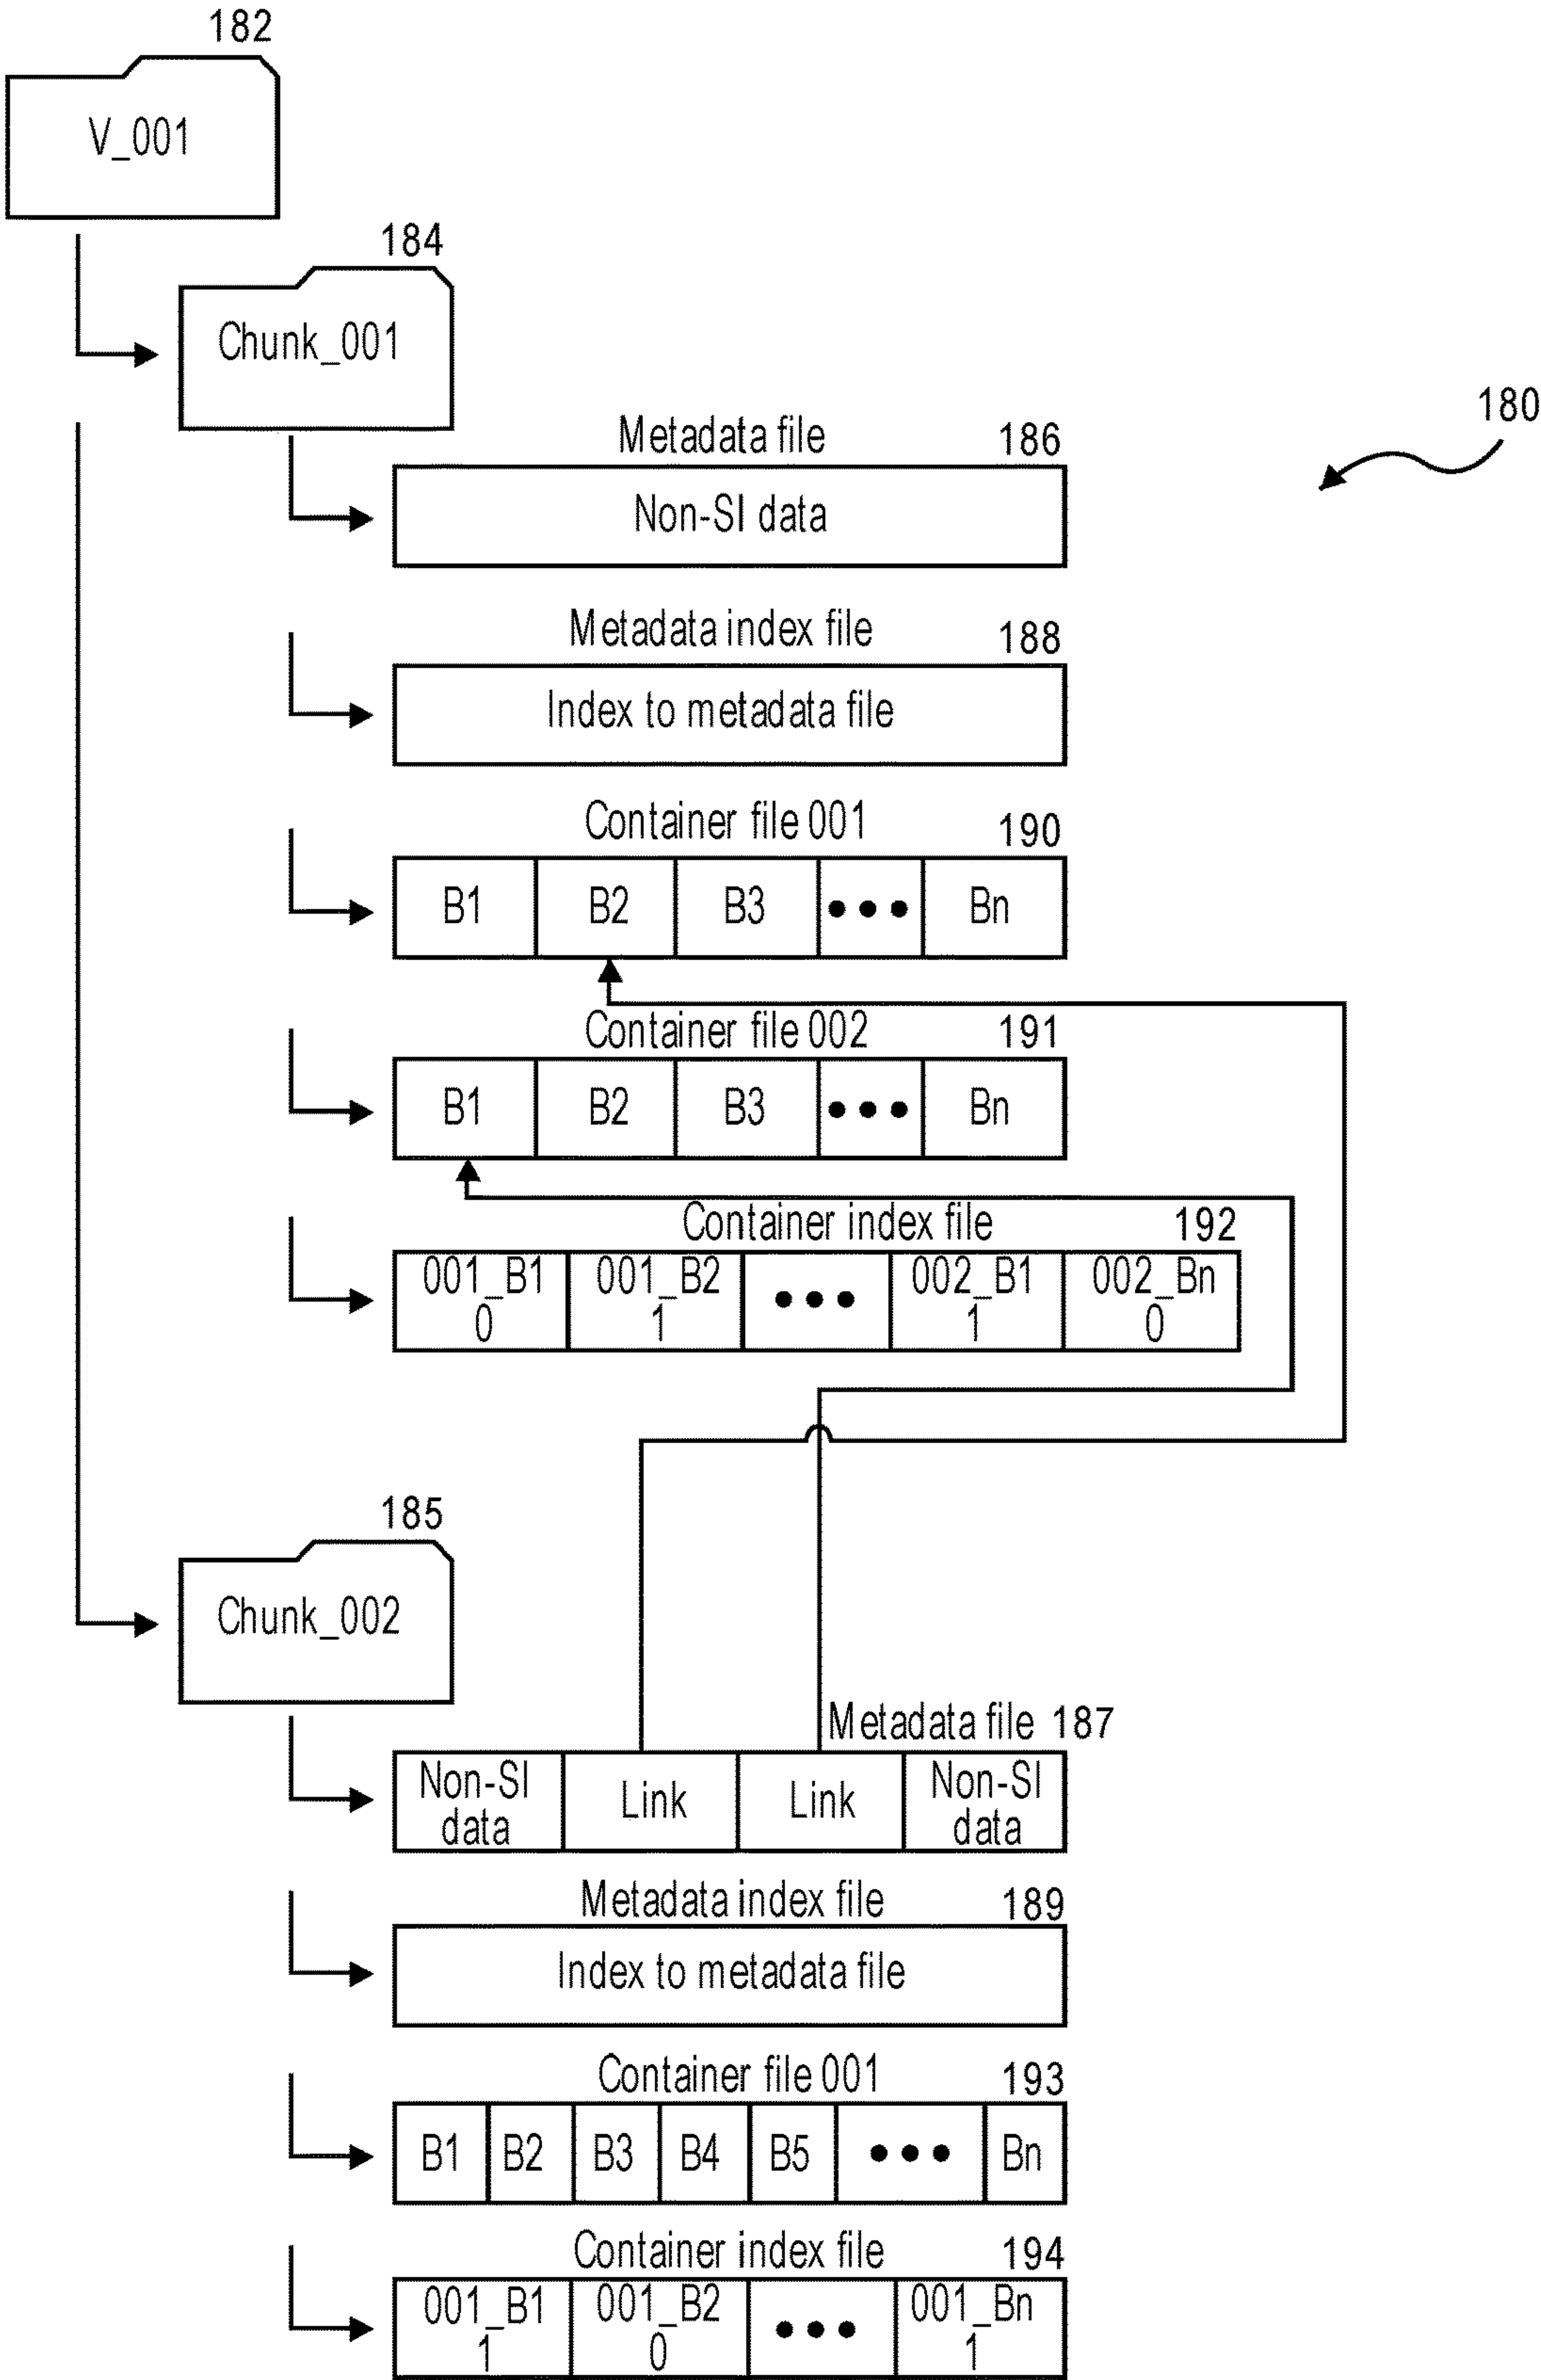 182
V_001
184
Chunk_001
180
Metadata file 186
Non-SI data
Metadata index file 188
Index to metadata file
Container file 001 190
B1 B2 B3 ●●● Bn
Container file 002 191
B1 B2 B3 ●●● Bn
Container index file 192
001_B1 001_B2 ●●● 002_B1 002_Bn
0 1 1 0
185
Chunk_002
Metadata file 187
Non-SI Link Link Non-SI
data data
Metadata index file 189
Index to metadata file
Container file 001 193
B1 B2 B3 B4 B5 ●●● Bn
Container index file 194
001_B1 001_B2 ●●● 001_Bn
1 0 1